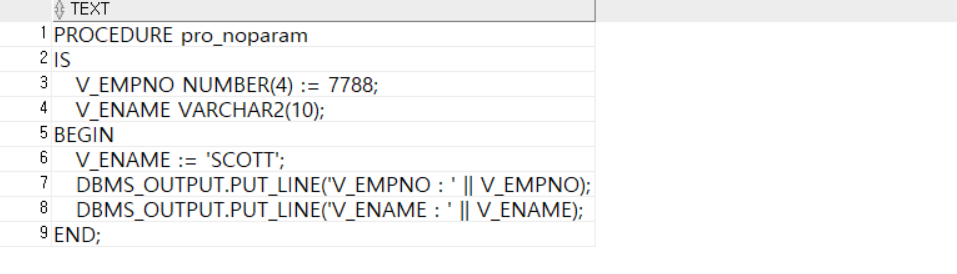 TEXT
1 PROCEDURE pro_noparam
2 IS
3 V_EMPNO NUMBER(4) := 7788;
4 V_ENAME VARCHAR2(10);
5 BEGIN
6 V_ENAME := 'SCOTT';
7 DBMS_OUTPUT.PUT_LINE('V_EMPNO : ' || V_EMPNO);
8 DBMS_OUTPUT.PUT_LINE('V_ENAME : ' || V_ENAME);
9 END;